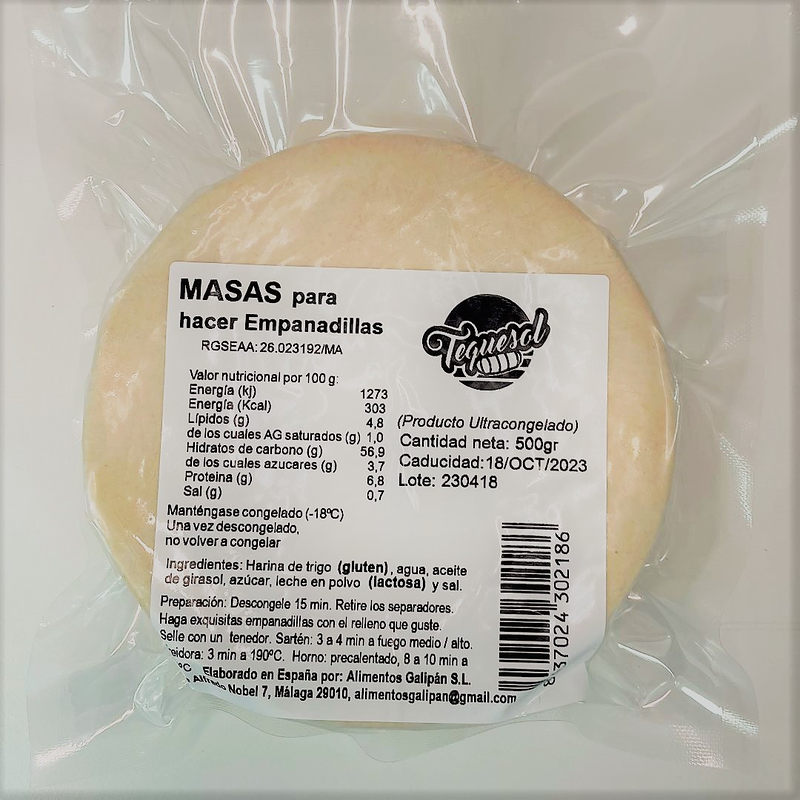 MASAS para
hacer Empanadillas
RGSEAA: 26.023192/MA
Tequesol
Valor nutricional por 100 g:
Energía (kj) 1273
Energía (Kcal) 303
Lípidos (g) 4,8
de los cuales AG saturados (g) 1,0
Hidratos de carbono (g) 56,9
de los cuales azucares (g) 3,7
Proteina (g) 6,8
Sal (g) 0,7
(Producto Ultracongelado)
Cantidad neta: 500gr
Caducidad:18/OCT/2023
Lote: 230418
Manténgase congelado (-18ºC)
Una vez descongelado,
no volver a congelar
Ingredientes: Harina de trigo (gluten), agua, aceite
de girasol, azúcar, leche en polvo (lactosa) y sal.
Preparación: Descongele 15 min. Retire los separadores.
Haga exquisitas empanadillas con el relleno que guste.
Selle con un tenedor. Sartén: 3 a 4 min a fuego medio / alto.
eidora: 3 min a 190ºC. Horno: precalentado, 8 a 10 min a
ºC Elaborado en España por: Alimentos Galipán S.L.
Alfredo Nobel 7, Málaga 29010, alimentosgalipan@gmail.com
8 37024 302186